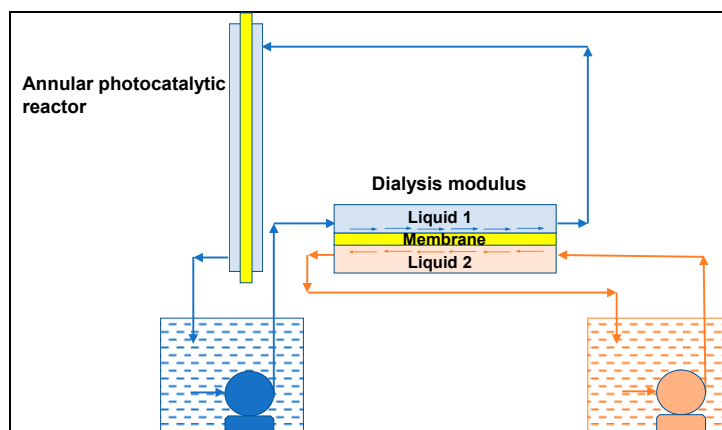 Annular photocatalytic
reactor
Dialysis modulus
Liquid 1
Membrane
Liquid 2